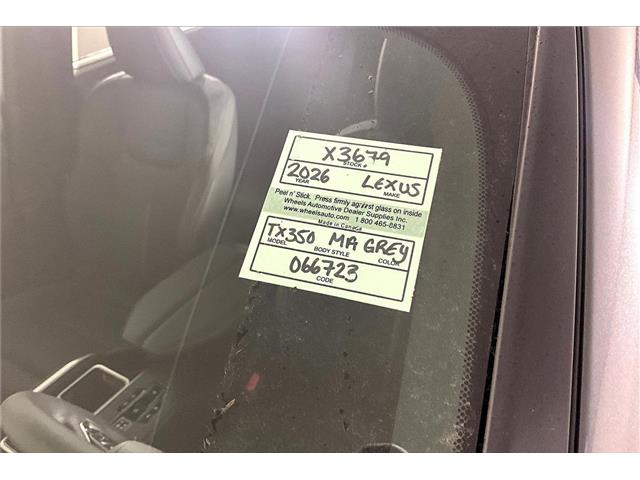 X3679
STOCK #
2026 LEXUS
YEAR MAKE
Peel n' Stick. Press firmly against glass on inside
Wheels Automotive Dealer Supplies Inc.
www.wheelsauto.com 1 800 465-8831
Made in Canada
TX350 MA GREY
MODEL BODY STYLE COLOR
066723
CODE